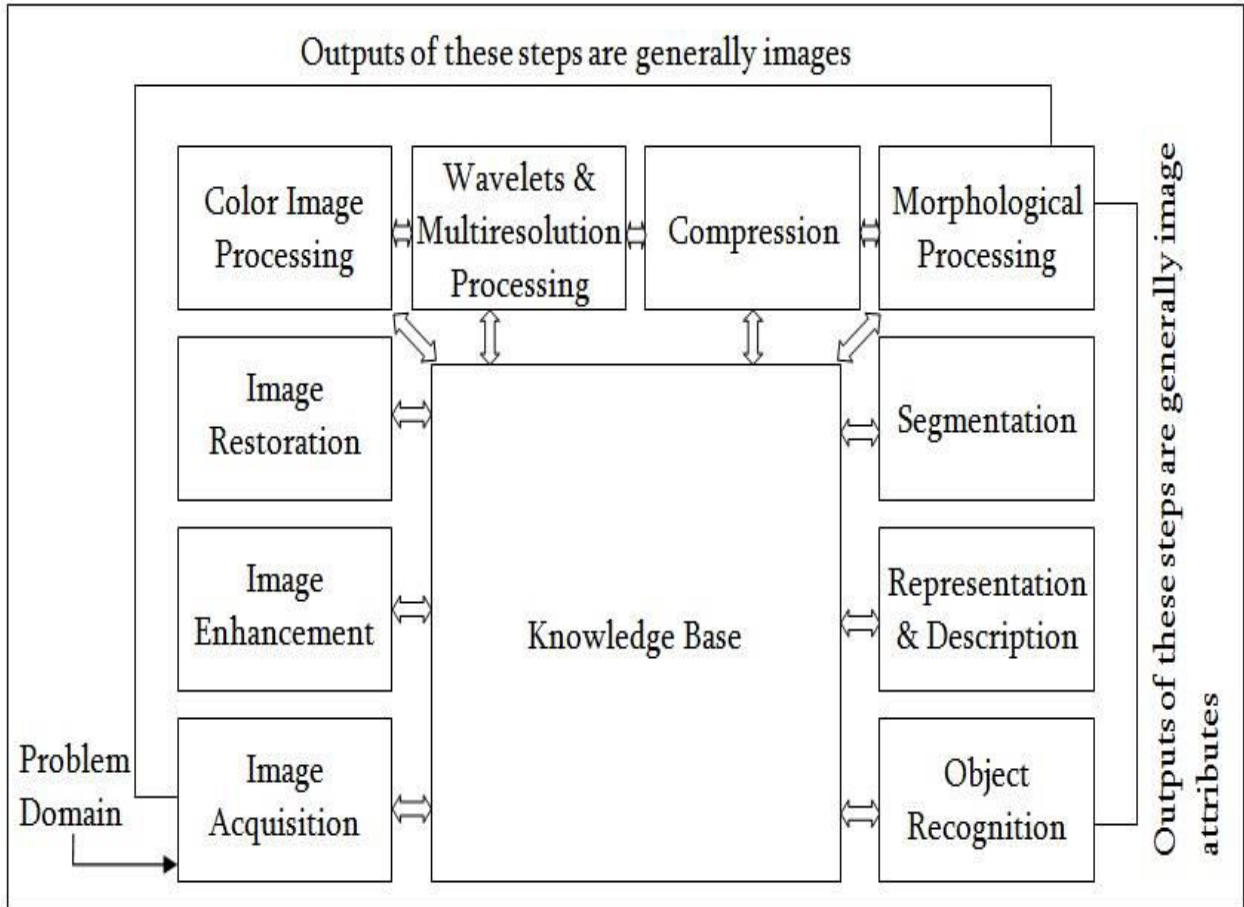 Outputs of these steps are generally images
Color Image
Processing
Wavelets &
Multiresolution
Processing
Compression
Morphological
Processing
Image
Restoration
Segmentation
Image
Enhancement
Knowledge Base
Representation
& Description
Problem
Domain
Image
Acquisition
Object
Recognition
Outputs of these steps are generally image
attributes